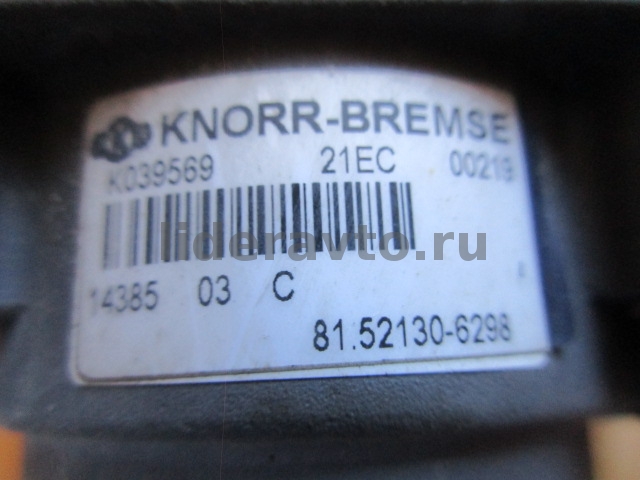 KNORR-BREMSE
K039569 21EC 00219
lideravto.ru
14385 03 C
81.52130-6298